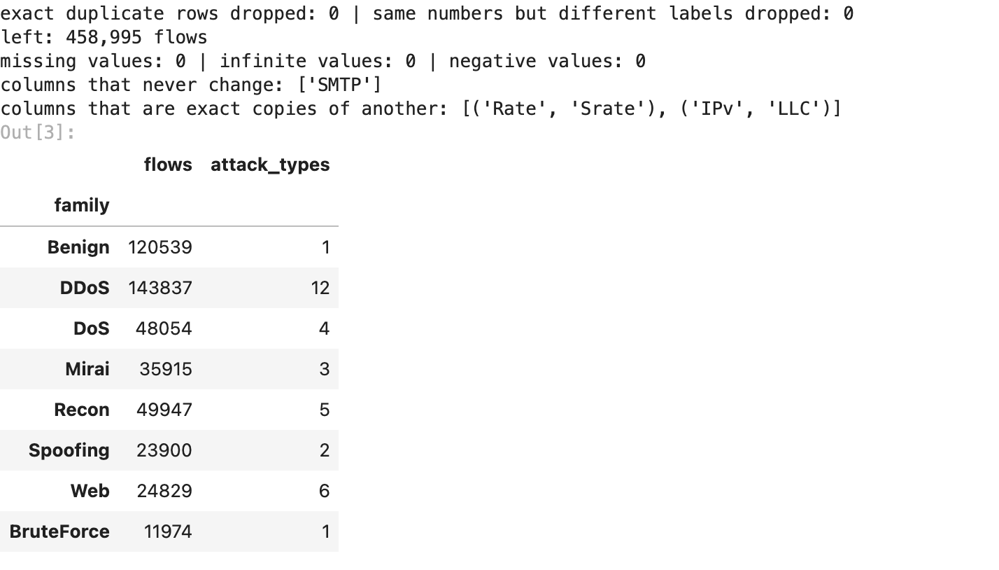 exact duplicate rows dropped: 0 | same numbers but different labels dropped: 0
left: 458,995 flows
missing values: 0 | infinite values: 0 | negative values: 0
columns that never change: ['SMTP']
columns that are exact copies of another: [('Rate', 'Srate'), ('IPv', 'LLC')]
Out[3]:
flows attack_types
family
Benign 120539 1
DDoS 143837 12
DoS 48054 4
Mirai 35915 3
Recon 49947 5
Spoofing 23900 2
Web 24829 6
BruteForce 11974 1